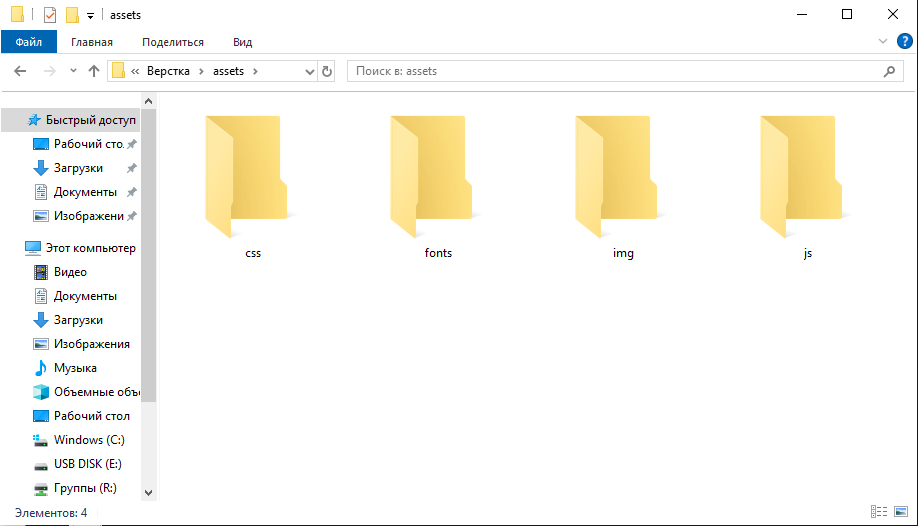 assets
Файл Главная Поделиться Вид
« Верстка › assets ›
Поиск в: assets
Быстрый доступ
Рабочий сто.
Загрузки
Документы
Изображени
Этот компьютер
Видео
Документы
Загрузки
Изображения
Музыка
Объемные объ
Рабочий стол
Windows (C:)
USB DISK (E:)
Группы (R:)
css
fonts
img
js
Элементов: 4